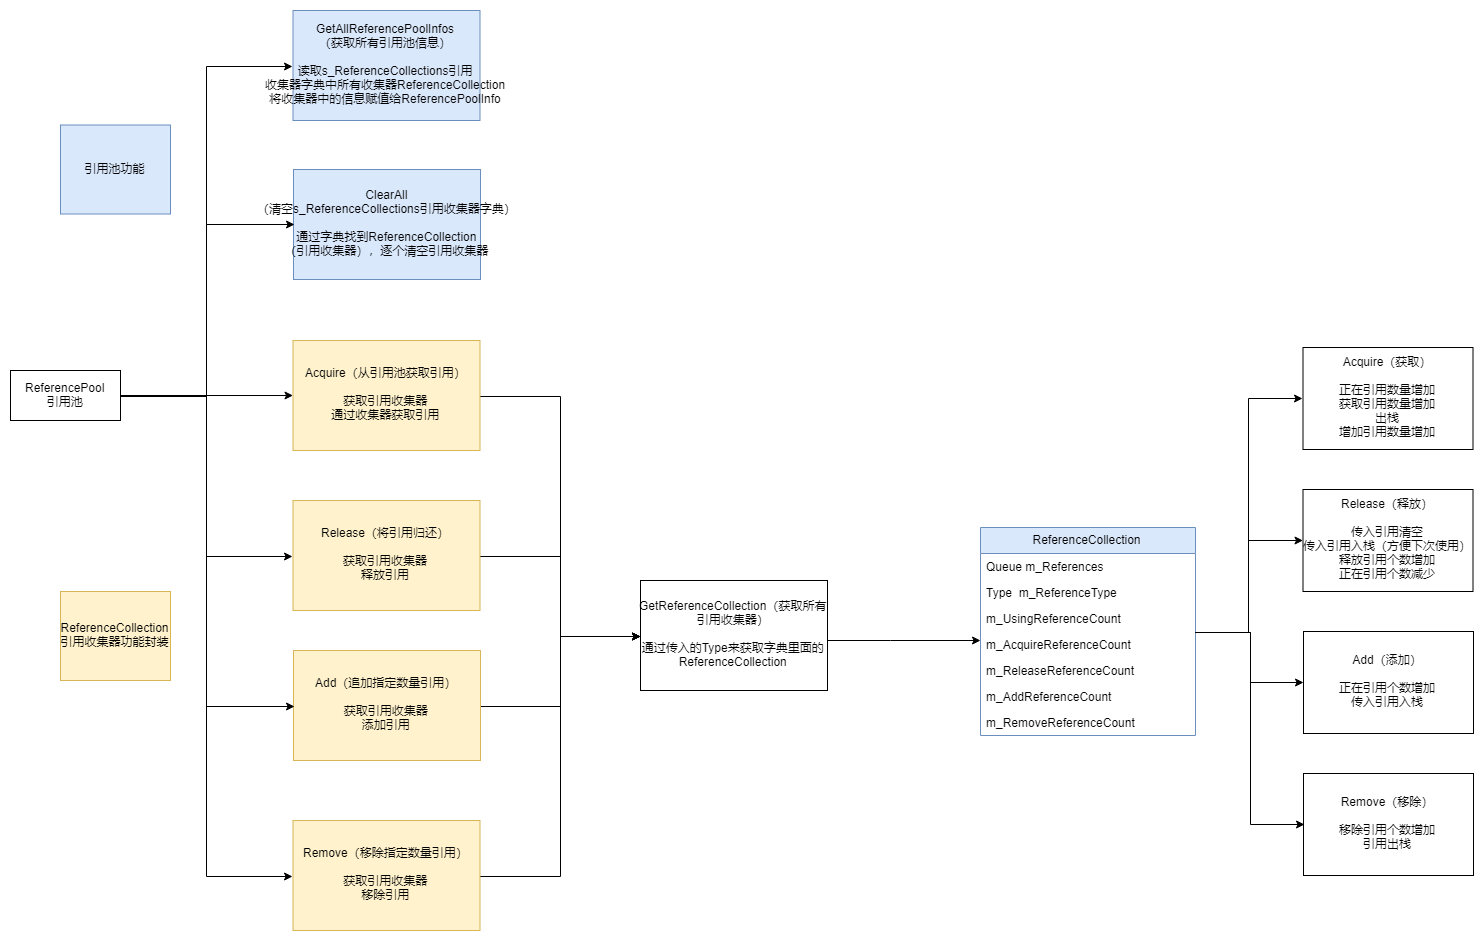 GetAllReferencePoolInfos
（获取所有引用池信息）
读取s_ReferenceCollections引用
收集器字典中所有收集器ReferenceCollection
将收集器中的信息赋值给ReferencePoolInfo
引用池功能
ClearAll
（清空s_ReferenceCollections引用收集器字典）
通过字典找到ReferenceCollection
（引用收集器），逐个清空引用收集器
ReferencePool
引用池
Acquire（从引用池获取引用）
获取引用收集器
通过收集器获取引用
Release（将引用归还）
获取引用收集器
释放引用
ReferenceCollection
引用收集器功能封装
Add（追加指定数量引用）
获取引用收集器
添加引用
Remove（移除指定数量引用）
获取引用收集器
移除引用
GetReferenceCollection（获取所有
引用收集器）
通过传入的Type来获取字典里面的
ReferenceCollection
ReferenceCollection
Queue m_References
Type  m_ReferenceType
m_UsingReferenceCount
m_AcquireReferenceCount
m_ReleaseReferenceCount
m_AddReferenceCount
m_RemoveReferenceCount
Acquire（获取）
正在引用数量增加
获取引用数量增加
出栈
增加引用数量增加
Release（释放）
传入引用清空
传入引用入栈（方便下次使用）
释放引用个数增加
正在引用个数减少
Add（添加）
正在引用个数增加
传入引用入栈
Remove（移除）
移除引用个数增加
引用出栈